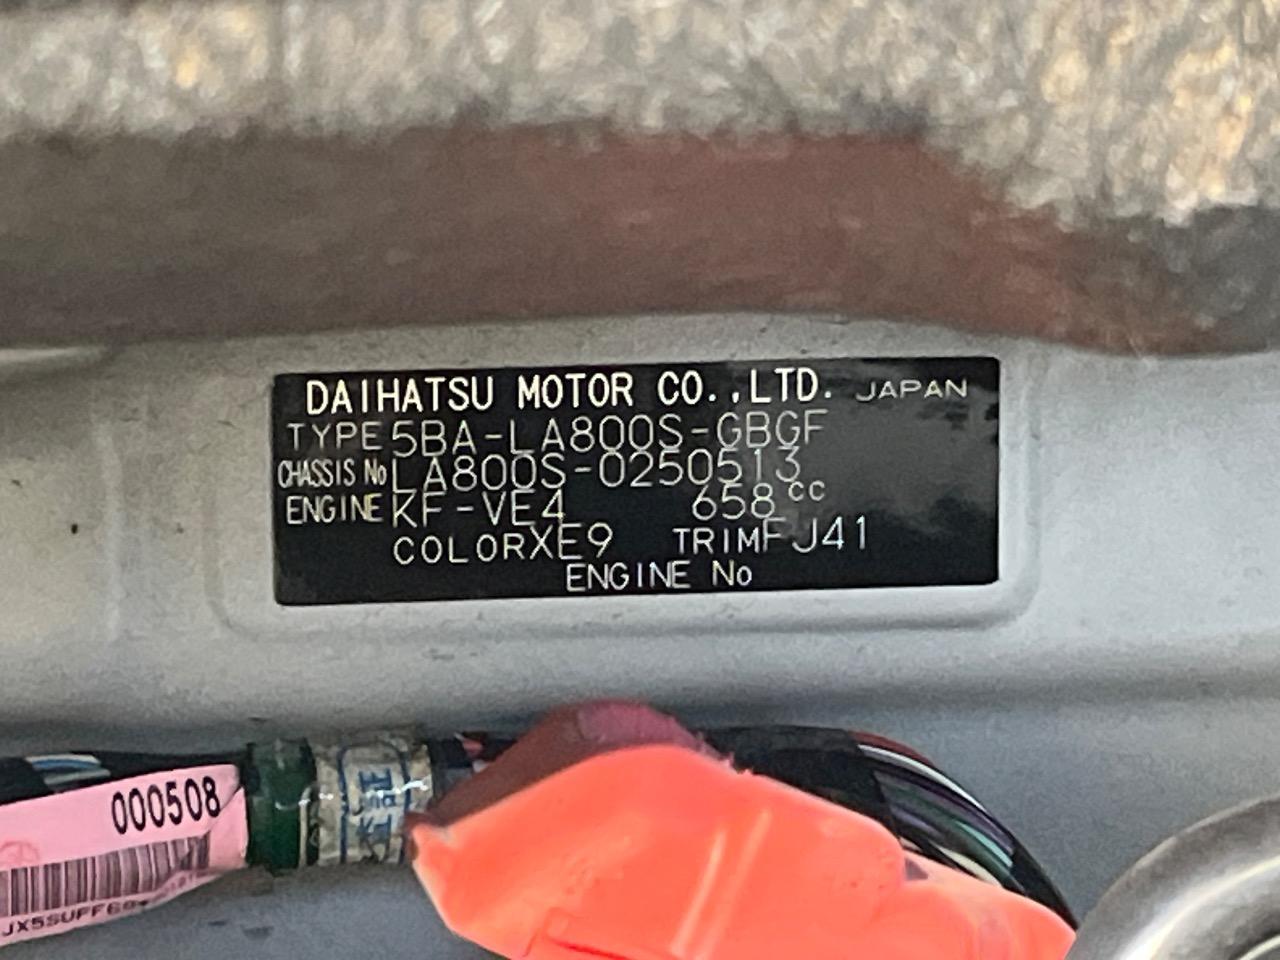 DAIHATSU MOTOR CO.,LTD. JAPAN
TYPE 5BA-LA800S-GBGF
CHASSIS No LA800S-0250513
ENGINE KF-VE4 658cc
COLOR XE9 TRIM FJ41
ENGINE No
000508